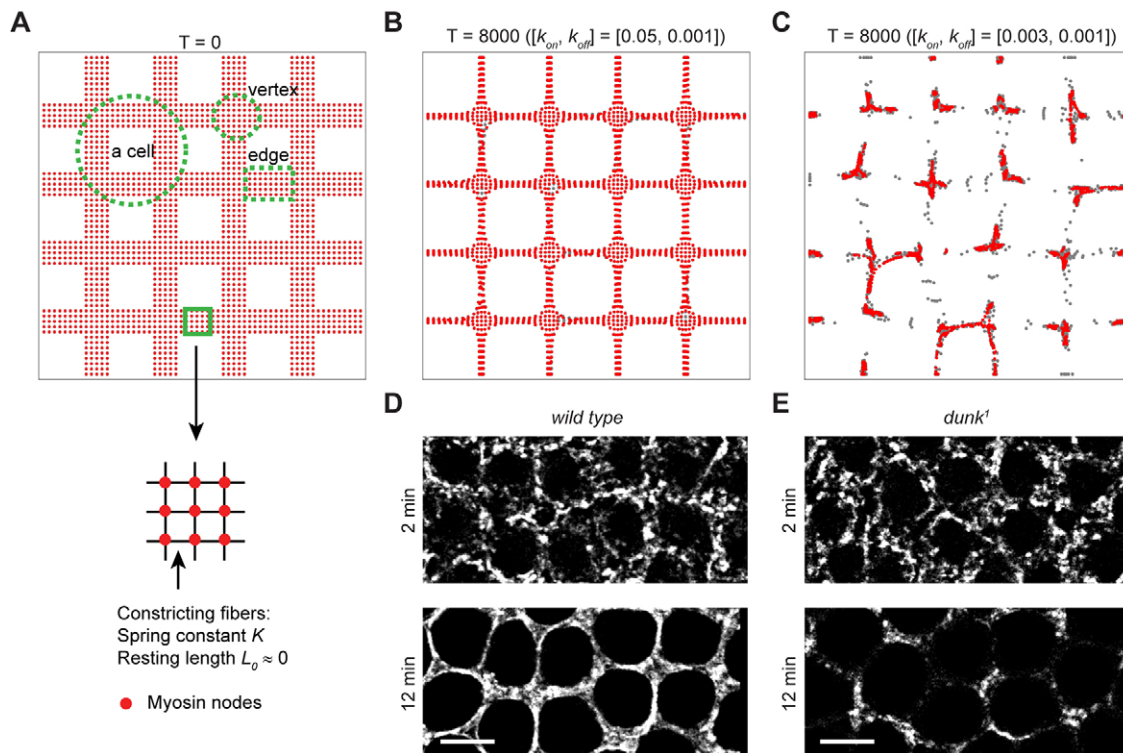 A
T = 0
vertex
a cell
edge
Constricting fibers:
Spring constant K
Resting length L₀ ≈ 0
Myosin nodes
B
T = 8000 ([kon, koff] = [0.05, 0.001])
C
T = 8000 ([kon, koff] = [0.003, 0.001])
D
wild type
2 min
12 min
E
dunk¹
2 min
12 min